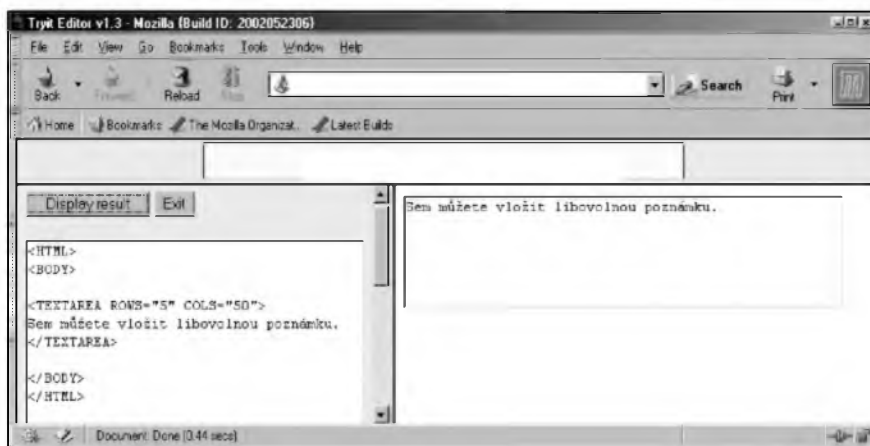 Tryit Editor v1.3 - Mozilla {Build ID: 2002052306}
File Edit View Go Bookmarks Tools Window Help
Back Reload Search Print
Home Bookmarks The Mozilla Organizat... Latest Builds
Display result Exit
<HTML>
<BODY>
<TEXTAREA ROWS="5" COLS="50">
Sem můžete vložit libovolnou poznámku.
</TEXTAREA>
</BODY>
</HTML>
Sem můžete vložit libovolnou poznámku.
Document: Done (0.44 secs)